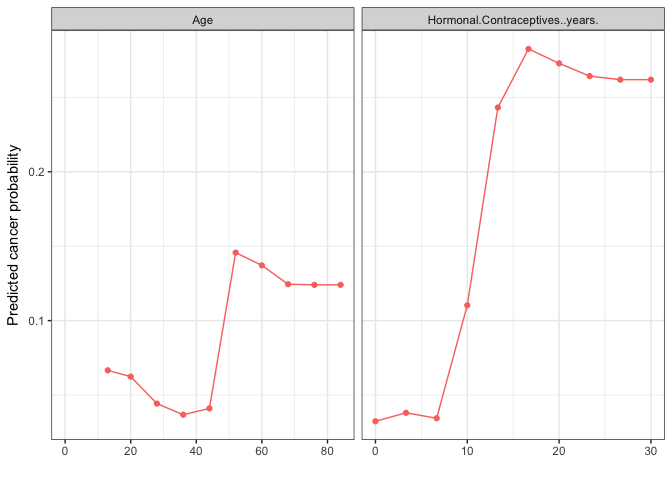 Age
Hormonal.Contraceptives..years.
Predicted cancer probability
0.2
0.1
0 20 40 60 80
0 10 20 30